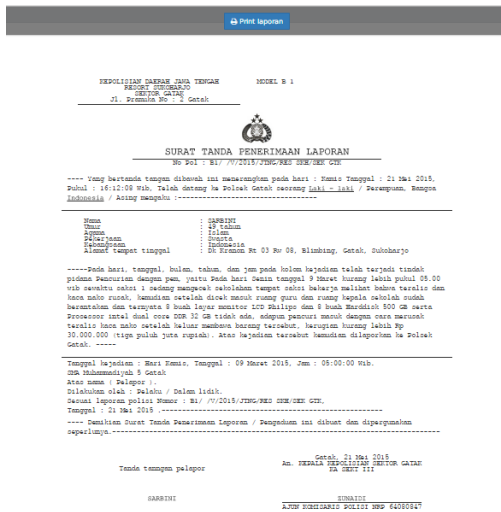 Print laporan
KEPOLISIAN DAERAH JAWA TENGAH MODEL B 1
RESORT SUKOHARJO
SEKTOR GATAK
Jl. Pramuka No : 2 Gatak
SURAT TANDA PENERIMAAN LAPORAN
No Pol : B1/ /V/2015/JTNG/RES SKH/SEK GTK
---- Yang bertanda tangan dibawah ini menerangkan pada hari : Kamis Tanggal : 21 Mei 2015,
Pukul : 16:12:08 Wib, Telah datang ke Polsek Gatak seorang Laki - laki / Perempuan, Bangsa
Indonesia / Asing mengaku :----------------------------------
Nama : SARBINI
Umur : 49 tahun
Agama : Islam
Pekerjaan : Swasta
Kebangsaan : Indonesia
Alamat tempat tinggal : Dk Rt 03 Rw 08, Blimbing, Gatak, Sukoharjo
-----Pada hari, tanggal, bulan, tahun, dan jam pada kolom kejadian telah terjadi tindak
pidana Pencurian dengan pem, yaitu Pada hari Senin tanggal 9 Maret kurang lebih pukul 05.00
wib sewaktu saksi 1 sedang mengecek sekolahan tempat saksi bekerja melihat bahwa teralis dan
kaca nako rusak, kemudian setelah dicek masuk ruang guru dan ruang kepala sekolah sudah
berantakan dan ternyata 8 buah layar monitor LCD Philips dan 8 buah Harddisk 500 GB serta
Processor intel dual core DDR 32 GB tidak ada, adapun pencuri masuk dengan cara merusak
teralis kaca nako setelah keluar membawa barang tersebut, kerugian kurang lebih Rp
30.000.000 (tiga puluh juta rupiah). Atas kejadian tersebut kemudian dilaporkan ke Polsek
Gatak. -----
Tanggal kejadian : Hari Kamis, Tanggal : 09 Maret 2015, Jam : 05:00:00 Wib.
SMA Muhammadiyah 5 Gatak
Atas nama : Pelapor :.
Dilakukan oleh : Pelaku / Dalam lidik.
Sesuai laporan polisi Nomor : B1/ /V/2015/JTNG/RES SKH/SEK GTK,
Tanggal : 21 Mei 2015 .------------------------------------------------------
---- Demikian Surat Tanda Penerimaan Laporan / Pengaduan ini dibuat dan dipergunakan
seperlunya.--------------------------------------------------------------------------------
Gatak, 21 Mei 2015
An. KEPALA KEPOLISIAN SEKTOR GATAK
Tanda tanngan pelapor KA SEKT III
SARBINI ZUNAIDI
AJUN KOMISARIS POLISI NRP 64080847